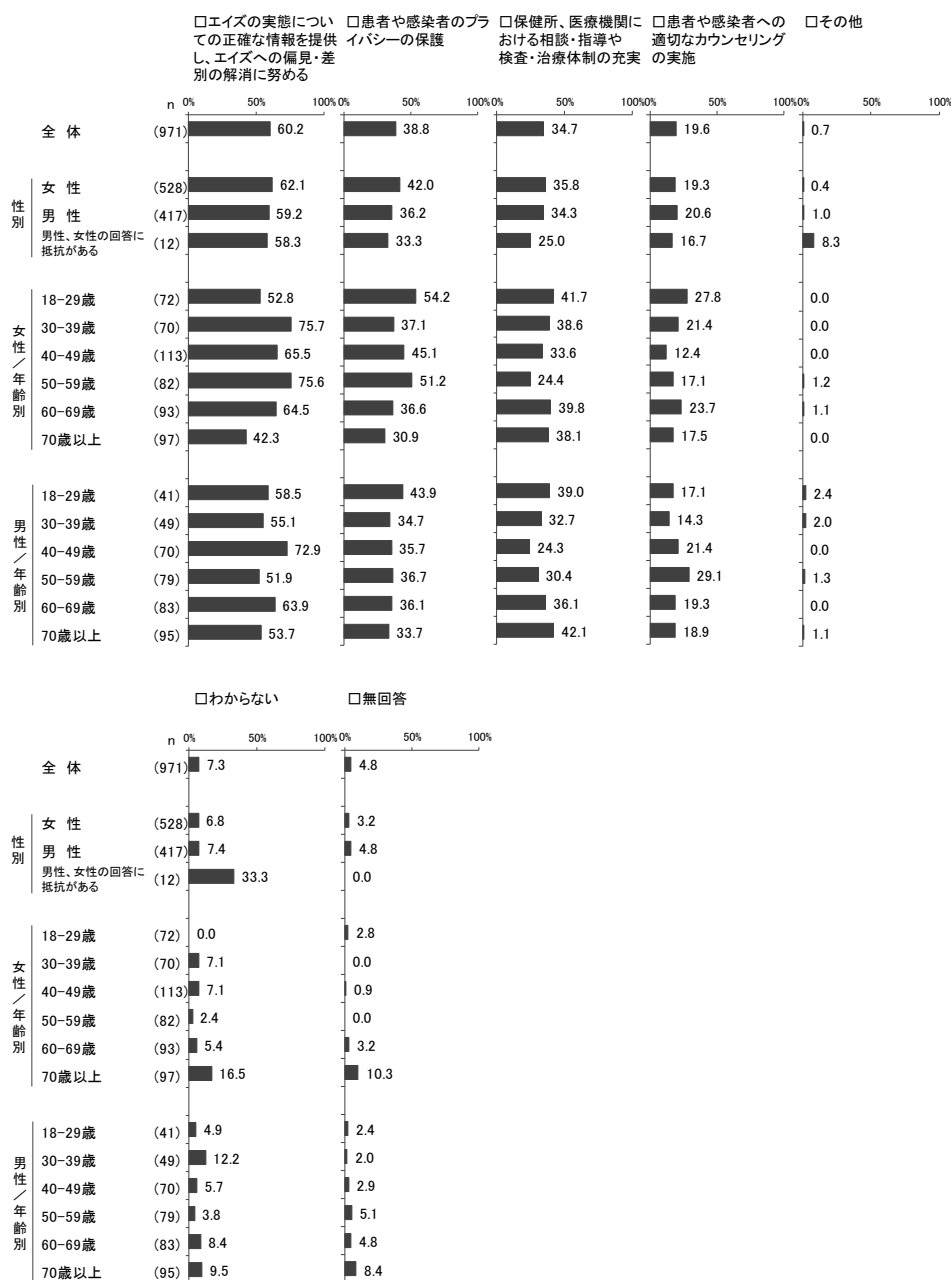 □エイズの実態につい
ての正確な情報を提供
し、エイズへの偏見・差
別の解消に努める
□患者や感染者のプラ
イバシーの保護
□保健所、医療機関に
おける相談・指導や
検査・治療体制の充実
□患者や感染者への
適切なカウンセリング
の実施
□その他
n 0% 50% 100% 0% 50% 100% 0% 50% 100% 0% 50% 100% 0% 50% 100%
全 体 (971) 60.2 38.8 34.7 19.6 0.7
性別
女 性 (528) 62.1 42.0 35.8 19.3 0.4
男 性 (417) 59.2 36.2 34.3 20.6 1.0
男性、女性の回答に
抵抗がある (12) 58.3 33.3 25.0 16.7 8.3
女性/年齢別
18-29歳 (72) 52.8 54.2 41.7 27.8 0.0
30-39歳 (70) 75.7 37.1 38.6 21.4 0.0
40-49歳 (113) 65.5 45.1 33.6 12.4 0.0
50-59歳 (82) 75.6 51.2 24.4 17.1 1.2
60-69歳 (93) 64.5 36.6 39.8 23.7 1.1
70歳以上 (97) 42.3 30.9 38.1 17.5 0.0
男性/年齢別
18-29歳 (41) 58.5 43.9 39.0 17.1 2.4
30-39歳 (49) 55.1 34.7 32.7 14.3 2.0
40-49歳 (70) 72.9 35.7 24.3 21.4 0.0
50-59歳 (79) 51.9 36.7 30.4 29.1 1.3
60-69歳 (83) 63.9 36.1 36.1 19.3 0.0
70歳以上 (95) 53.7 33.7 42.1 18.9 1.1
□わからない □無回答
n 0% 50% 100% 0% 50% 100%
全 体 (971) 7.3 4.8
性別
女 性 (528) 6.8 3.2
男 性 (417) 7.4 4.8
男性、女性の回答に
抵抗がある (12) 33.3 0.0
女性/年齢別
18-29歳 (72) 0.0 2.8
30-39歳 (70) 7.1 0.0
40-49歳 (113) 7.1 0.9
50-59歳 (82) 2.4 0.0
60-69歳 (93) 5.4 3.2
70歳以上 (97) 16.5 10.3
男性/年齢別
18-29歳 (41) 4.9 2.4
30-39歳 (49) 12.2 2.0
40-49歳 (70) 5.7 2.9
50-59歳 (79) 3.8 5.1
60-69歳 (83) 8.4 4.8
70歳以上 (95) 9.5 8.4